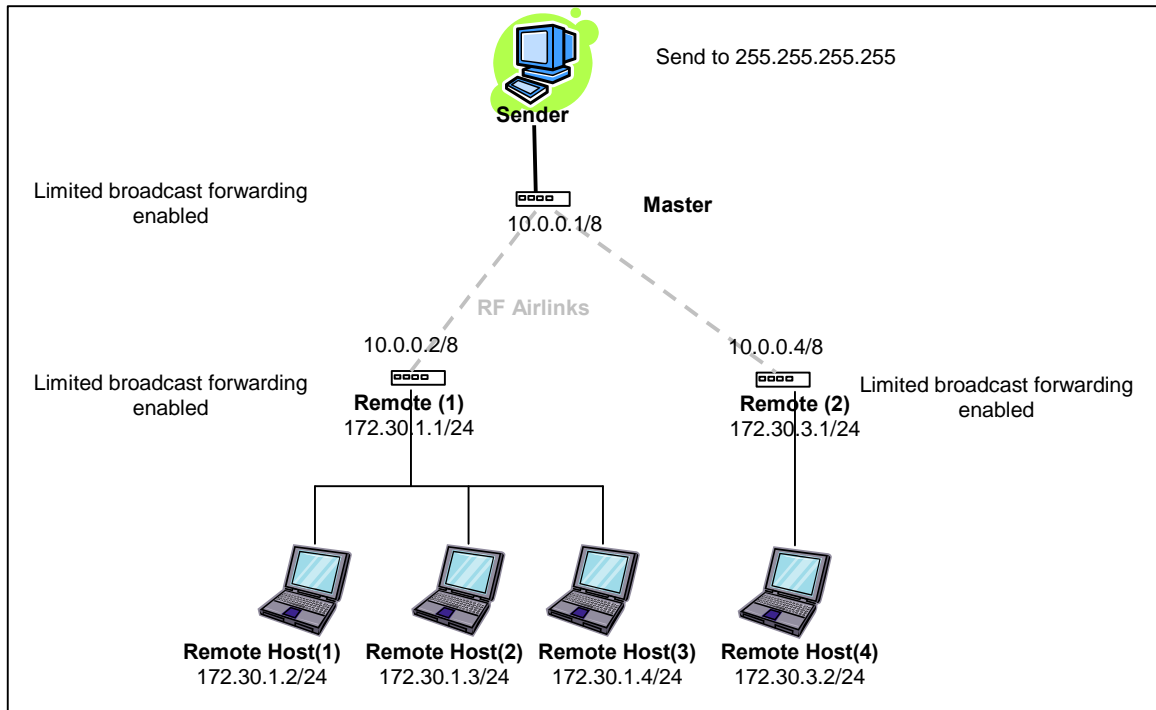 Send to 255.255.255.255
Sender
Limited broadcast forwarding
enabled
Master
10.0.0.1/8
RF Airlinks
10.0.0.2/8
10.0.0.4/8
Limited broadcast forwarding
enabled
Remote (1)
172.30.1.1/24
Remote (2)
172.30.3.1/24
Limited broadcast forwarding
enabled
Remote Host(1)
172.30.1.2/24
Remote Host(2)
172.30.1.3/24
Remote Host(3)
172.30.1.4/24
Remote Host(4)
172.30.3.2/24